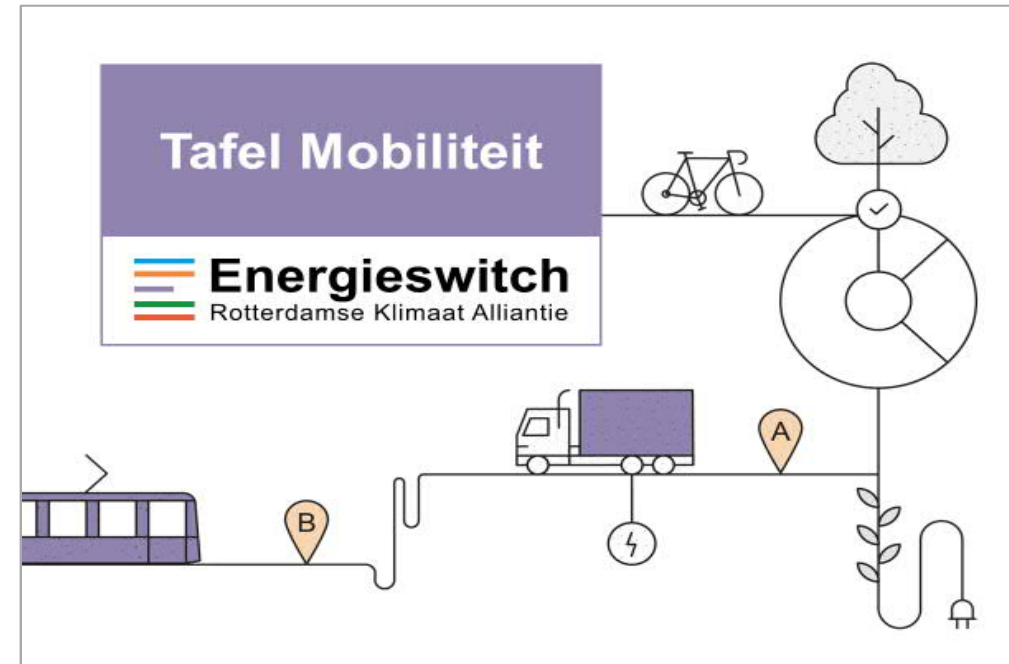 Tafel Mobiliteit
Energieswitch
Rotterdamse Klimaat Alliantie
A
B